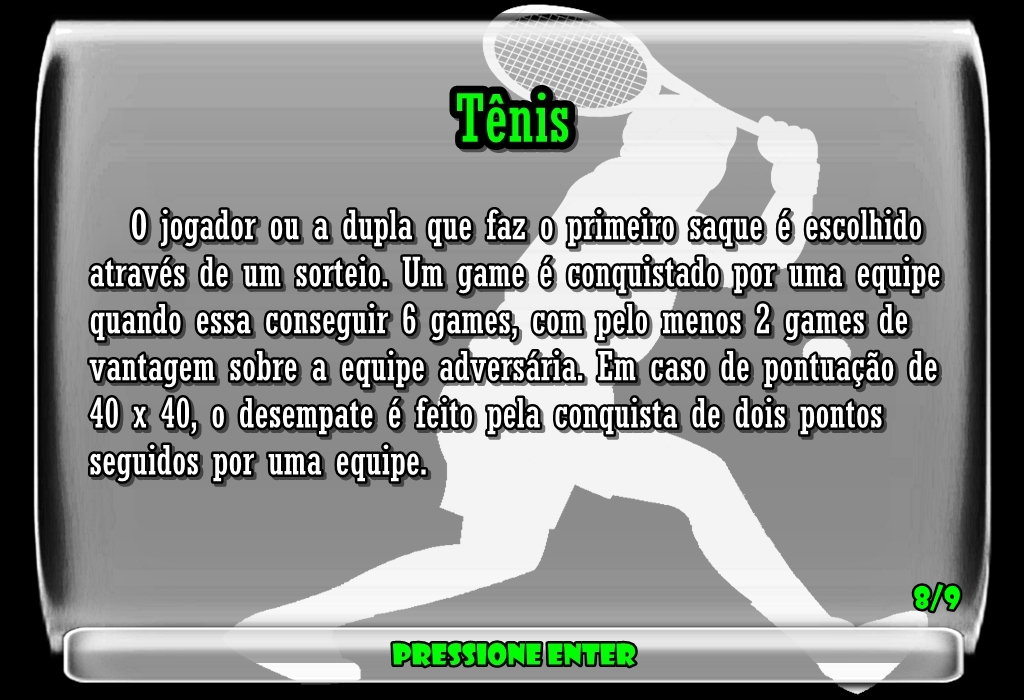 Tênis
O jogador ou a dupla que faz o primeiro saque é escolhido
através de um sorteio. Um game é conquistado por uma equipe
quando essa conseguir 6 games, com pelo menos 2 games de
vantagem sobre a equipe adversária. Em caso de pontuação de
40 x 40, o desempate é feito pela conquista de dois pontos
seguidos por uma equipe.
8/9
PRESSIONE ENTER